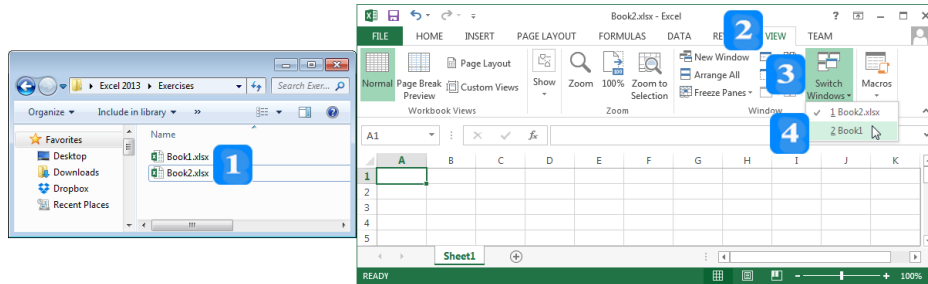 Excel 2013 Exercises Search Exer...
Organize Include in library »
Favorites
Desktop
Downloads
Dropbox
Recent Places
Name
Book1.xlsx
Book2.xlsx
1
Book2.xlsx - Excel
?
FILE HOME INSERT PAGE LAYOUT FORMULAS DATA VIEW TEAM
2
Normal
Page Break Preview
Page Layout
Custom Views
Workbook Views
Show
Zoom
100%
Zoom to Selection
Zoom
New Window
Arrange All
Freeze Panes
3
Switch Windows
Macros
1 Book2.xlsx
2 Book1
4
A1
fx
A B C D E F G H I J K
1
2
3
4
5
Sheet1
READY
100%